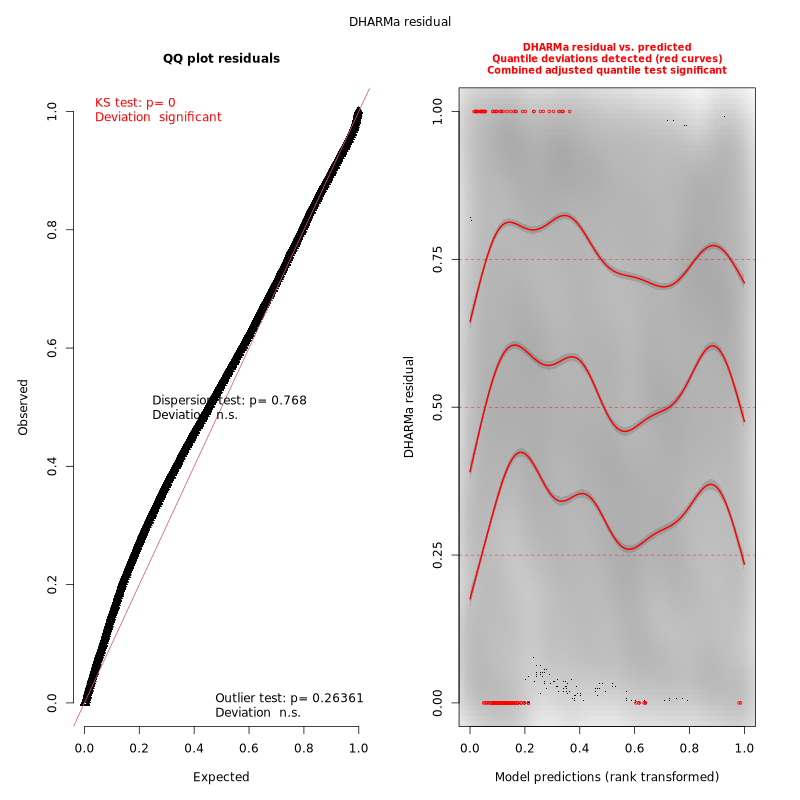 DHARMa residual
QQ plot residuals
KS test: p= 0
Deviation  significant
Dispersion test: p= 0.768
Deviation  n.s.
Outlier test: p= 0.26361
Deviation  n.s.
Observed
0.0 0.2 0.4 0.6 0.8 1.0
0.0 0.2 0.4 0.6 0.8 1.0
Expected
DHARMa residual vs. predicted
Quantile deviations detected (red curves)
Combined adjusted quantile test significant
DHARMa residual
0.00 0.25 0.50 0.75 1.00
0.0 0.2 0.4 0.6 0.8 1.0
Model predictions (rank transformed)